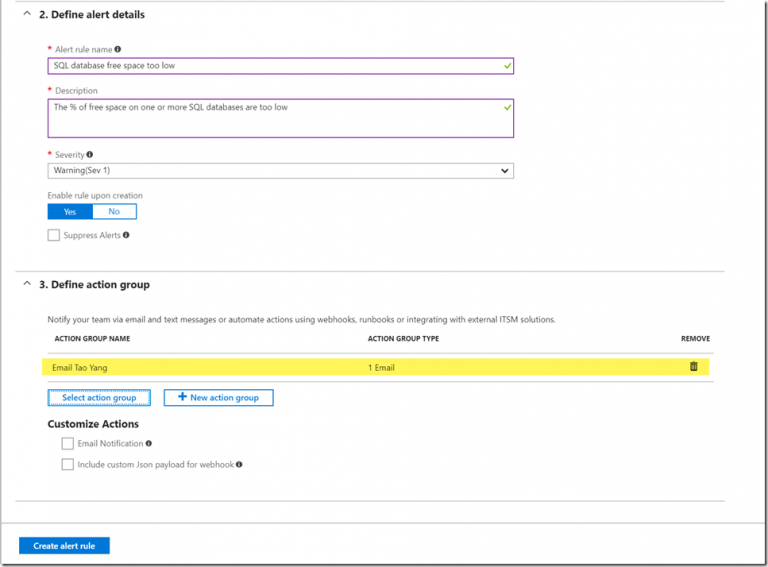 2. Define alert details
* Alert rule name
SQL database free space too low
* Description
The % of free space on one or more SQL databases are too low
* Severity
Warning(Sev 1)
Enable rule upon creation
Yes No
Suppress Alerts
3. Define action group
Notify your team via email and text messages or automate actions using webhooks, runbooks or integrating with external ITSM solutions.
ACTION GROUP NAME ACTION GROUP TYPE REMOVE
Email Tao Yang 1 Email
Select action group + New action group
Customize Actions
Email Notification
Include custom Json payload for webhook
Create alert rule